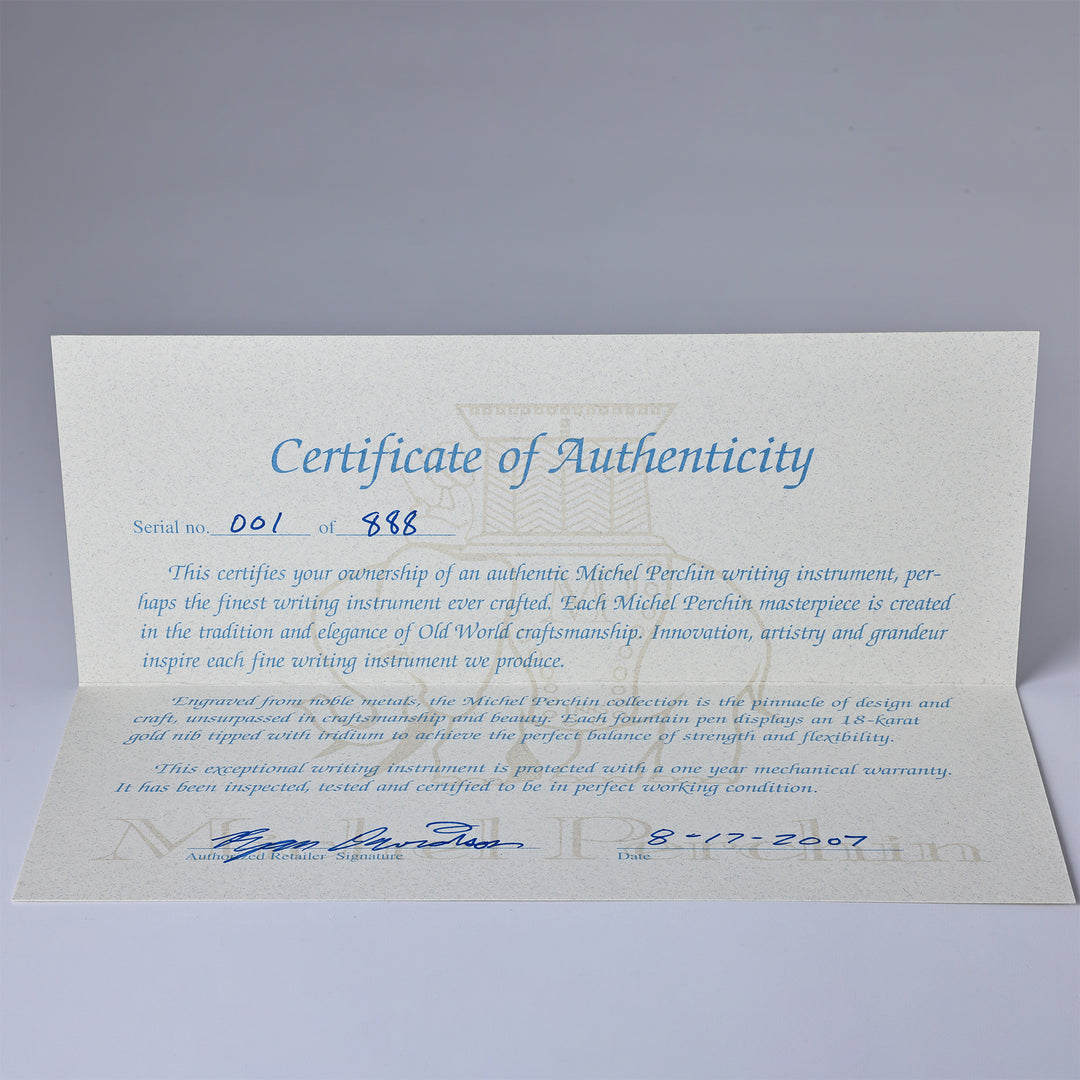 Certificate of Authenticity
Serial no. 001 of 888
This certifies your ownership of an authentic Michel Perchin writing instrument, per-
haps the finest writing instrument ever crafted. Each Michel Perchin masterpiece is created
in the tradition and elegance of Old World craftsmanship. Innovation, artistry and grandeur
inspire each fine writing instrument we produce.
Engraved from noble metals, the Michel Perchin collection is the pinnacle of design and
craft, unsurpassed in craftsmanship and beauty. Each fountain pen displays an 18-karat
gold nib tipped with iridium to achieve the perfect balance of strength and flexibility.
This exceptional writing instrument is protected with a one year mechanical warranty.
It has been inspected, tested and certified to be in perfect working condition.
Michel Perchin
8-17-2007
Authorized Retailer Signature Date